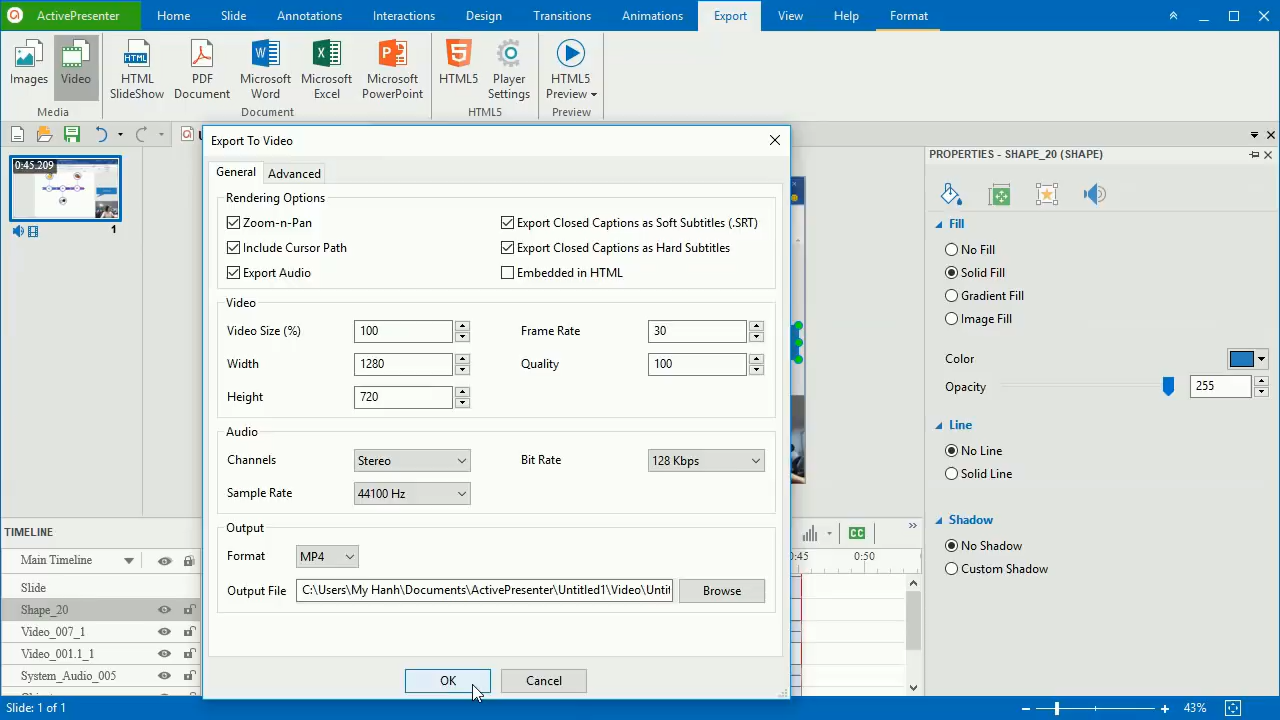 ActivePresenter Home Slide Annotations Interactions Design Transitions Animations Export View Help Format
Images Video HTML SlideShow PDF Document Microsoft Word Microsoft Excel Microsoft PowerPoint HTML5 Player Settings HTML5 Preview
Media Document HTML5 Preview
Export To Video
PROPERTIES - SHAPE_20 (SHAPE)
0:45.209
1
General Advanced
Rendering Options
Zoom-n-Pan Export Closed Captions as Soft Subtitles (.SRT)
Include Cursor Path Export Closed Captions as Hard Subtitles
Export Audio Embedded in HTML
Video
Video Size (%) 100 Frame Rate 30
Width 1280 Quality 100
Height 720
Audio
Channels Stereo Bit Rate 128 Kbps
Sample Rate 44100 Hz
Output
Format MP4
Output File C:\Users\My Hanh\Documents\ActivePresenter\Untitled1\Video\Untit Browse
OK Cancel
Fill
No Fill
Solid Fill
Gradient Fill
Image Fill
Color
Opacity 255
Line
No Line
Solid Line
Shadow
No Shadow
Custom Shadow
TIMELINE
CC
Main Timeline
:45 0:50
Slide
Shape_20
Video_007_1
Video_001.1_1
System_Audio_005
Slide: 1 of 1 43%